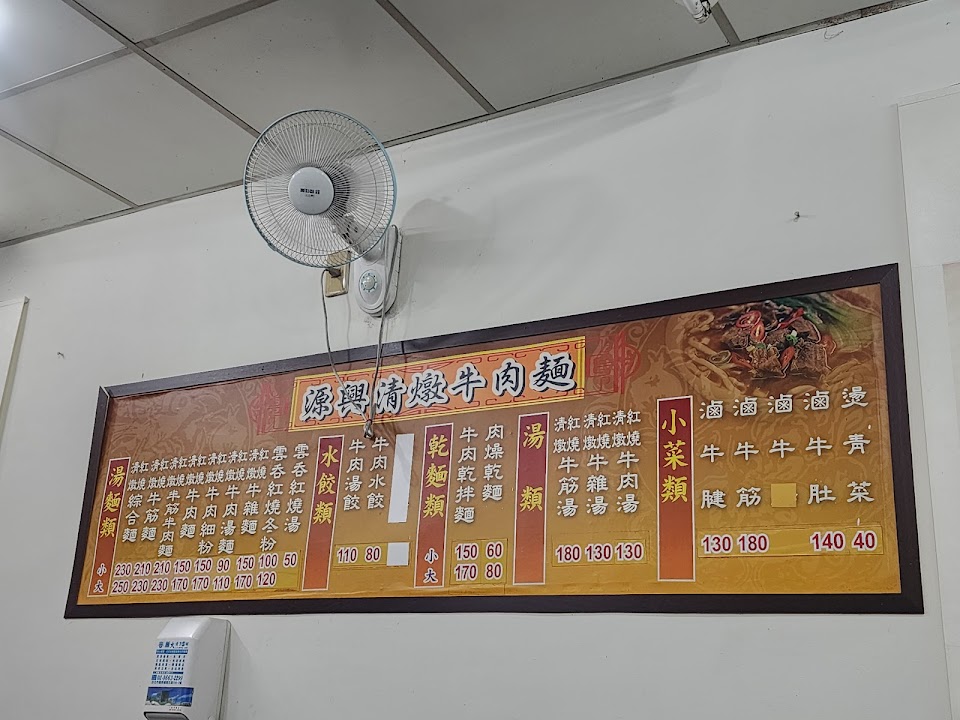 源興清燉牛肉麵
湯麵類
小 大
清燉 紅燒 綜合麵
清燉 紅燒 牛筋麵
清燉 紅燒 半筋牛肉麵
清燉 紅燒 牛肉麵
清燉 紅燒 牛肉細粉
清燉 紅燒 牛肉湯麵
清燉 紅燒 牛雜麵
雲呑紅燒冬粉
雲呑紅燒湯
230 210 210 150 150 90 150 100 50
250 230 230 170 170 110 170 120
水餃類
牛肉湯餃
牛肉水餃
110 80
乾麵類
小 大
牛肉乾拌麵
肉燥乾麵
150 60
170 80
湯類
清燉 紅燒 牛筋湯
清燉 紅燒 牛雜湯
清燉 紅燒 牛肉湯
180 130 130
小菜類
滷牛腱
滷牛筋
滷牛
滷牛肚
燙青菜
130 180 140 40